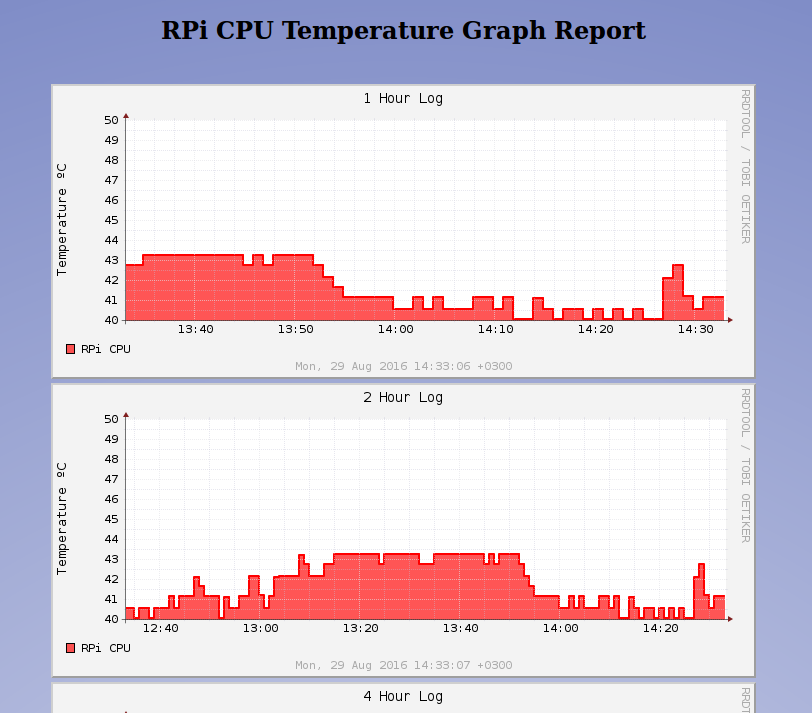 RPi CPU Temperature Graph Report
1 Hour Log
RRDTOOL / TOBI OETIKER
Temperature ºC
50
49
48
47
46
45
44
43
42
41
40
13:40 13:50 14:00 14:10 14:20 14:30
RPi CPU
Mon, 29 Aug 2016 14:33:06 +0300
2 Hour Log
RRDTOOL / TOBI OETIKER
Temperature ºC
50
49
48
47
46
45
44
43
42
41
40
12:40 13:00 13:20 13:40 14:00 14:20
RPi CPU
Mon, 29 Aug 2016 14:33:07 +0300
4 Hour Log
RRDT